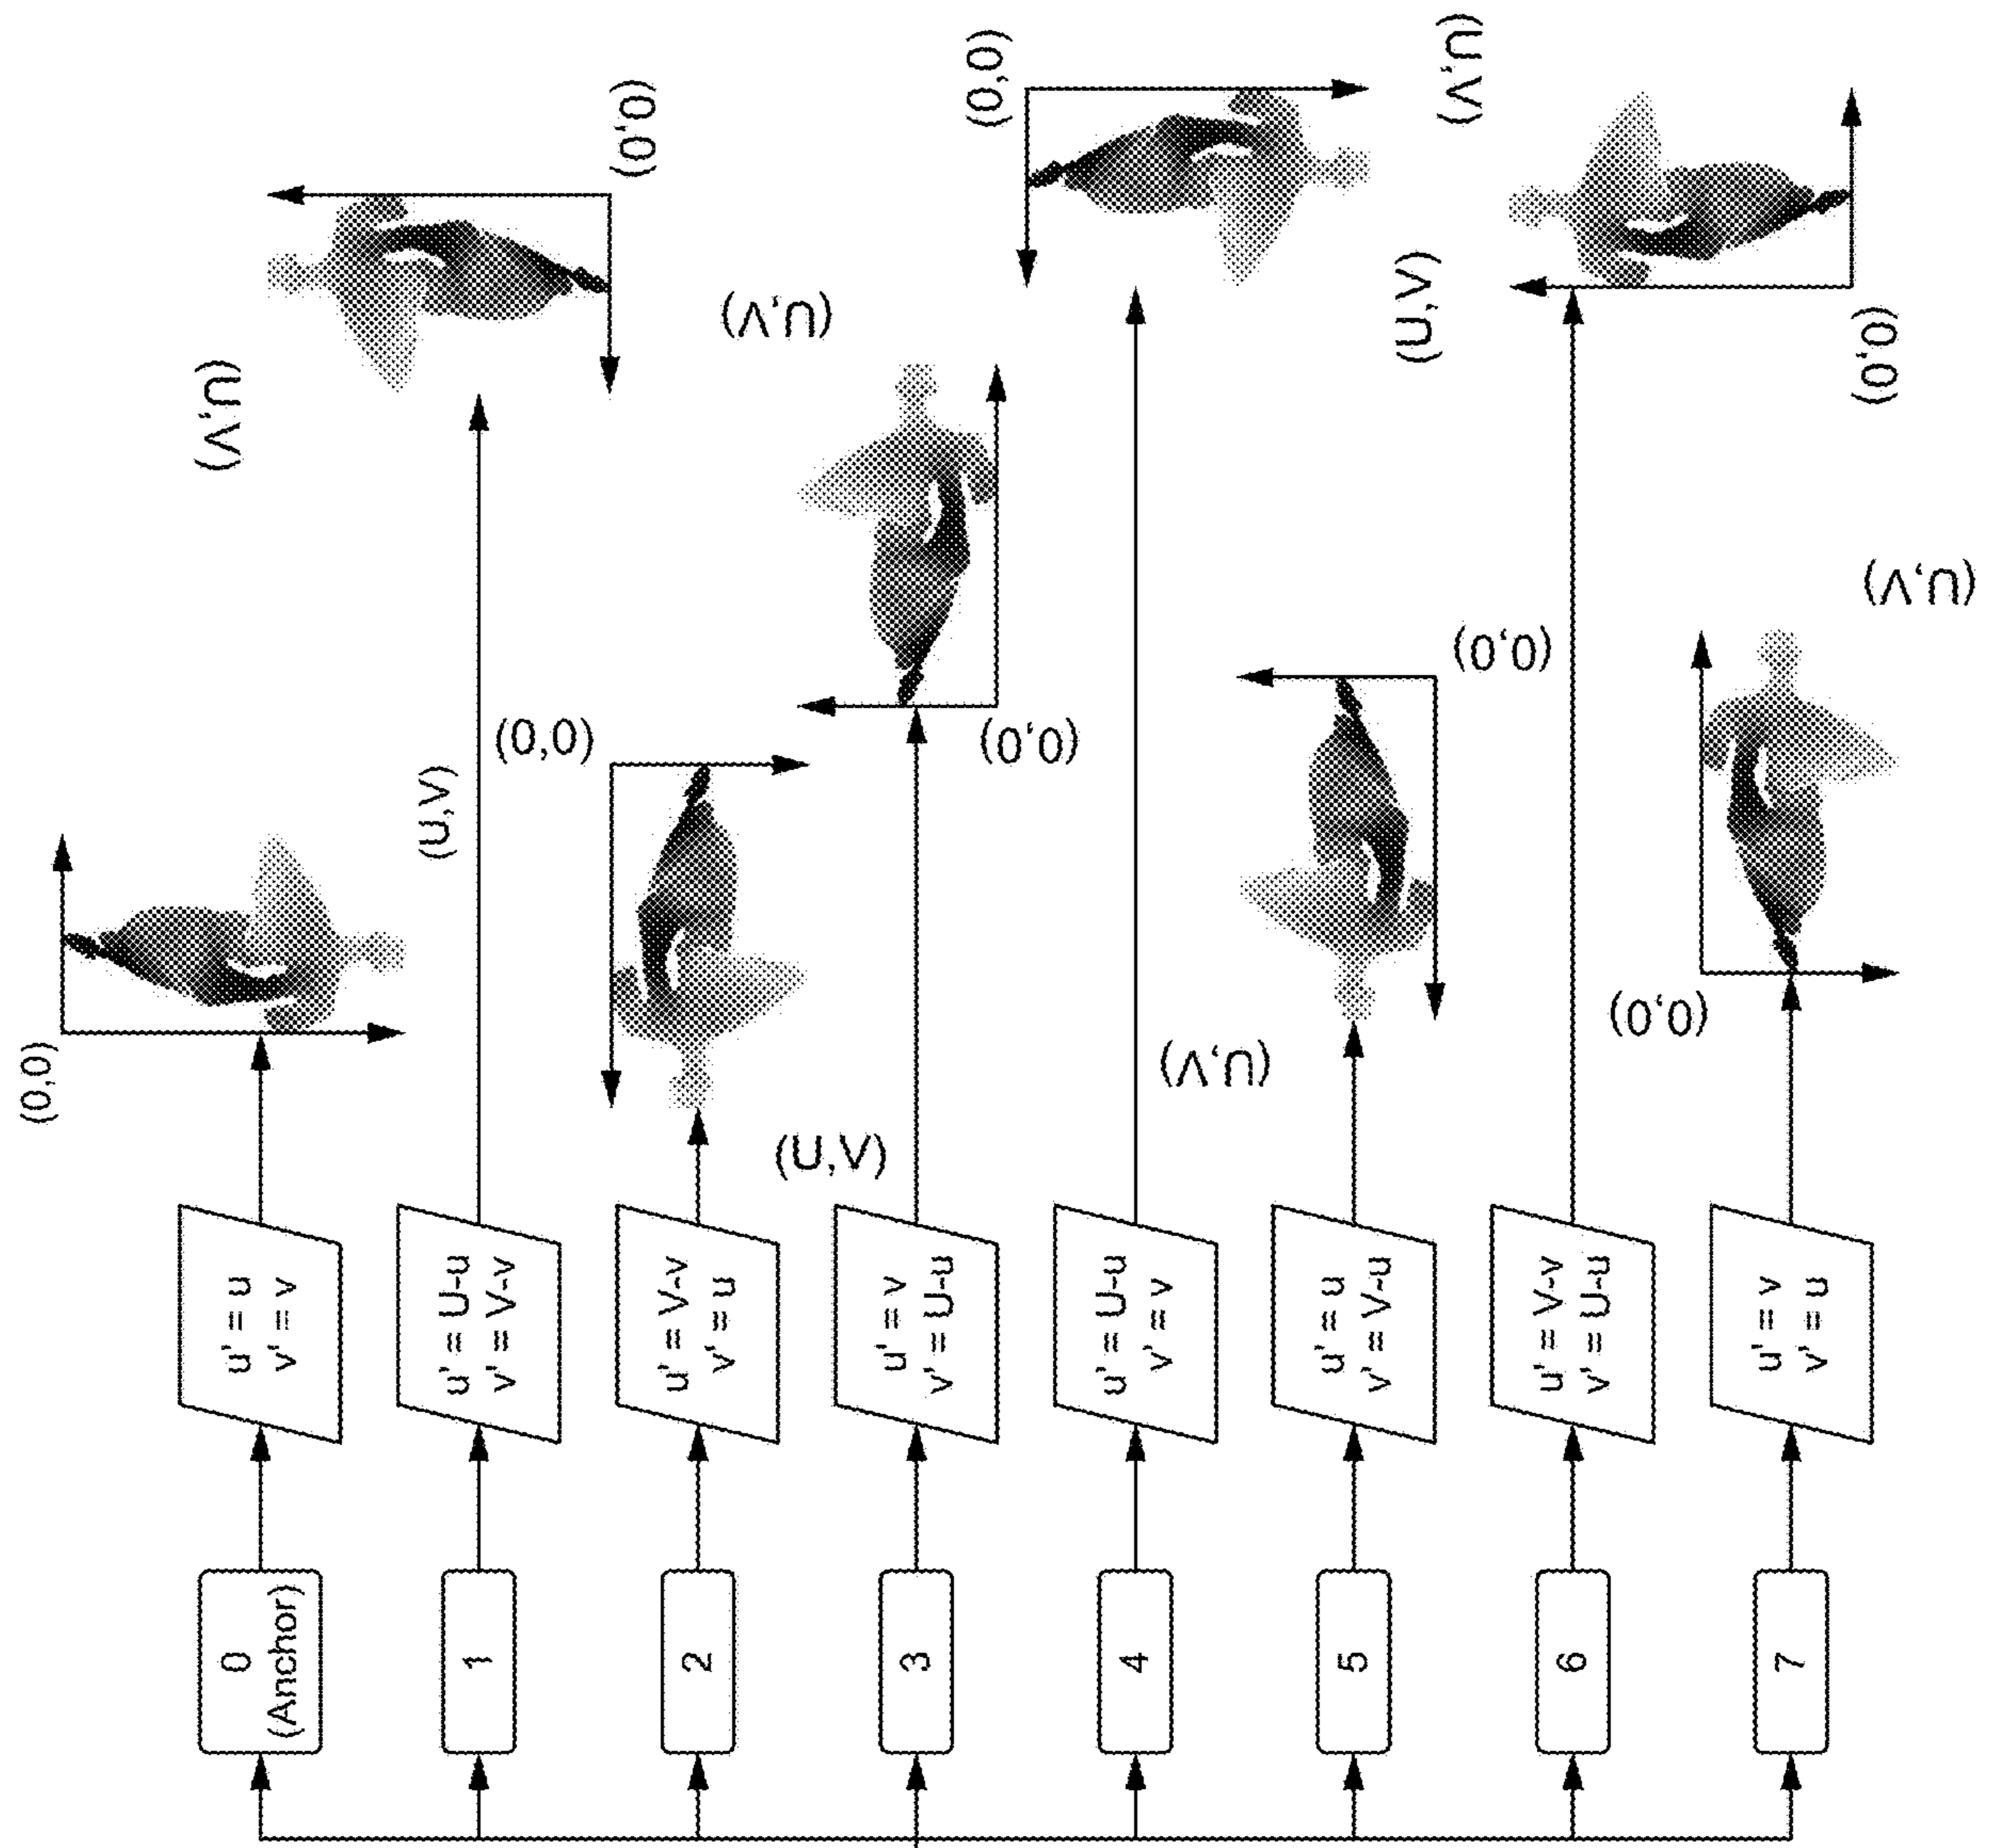 0
(Anchor)
u' = u
v' = v
(0,0)
(U,V)
1
u' = U-u
v' = V-v
(0,0)
(U,V)
2
u' = V-v
v' = u
(0,0)
(U,V)
3
u' = v
v' = U-u
(0,0)
(U,V)
4
u' = U-u
v' = v
(0,0)
(U,V)
5
u' = u
v' = V-u
(0,0)
(U,V)
6
u' = V-v
v' = U-u
(0,0)
(U,V)
7
u' = v
v' = u
(0,0)
(U,V)